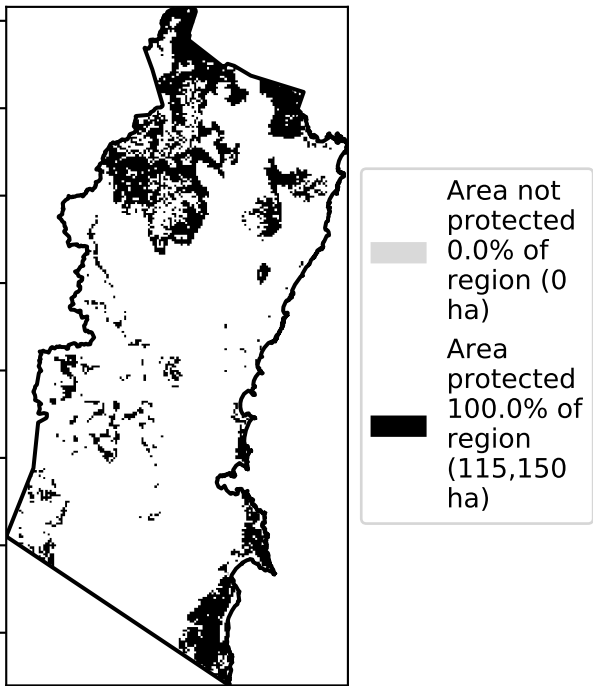 Area not
protected
0.0% of
region (0
ha)
Area
protected
100.0% of
region
(115,150
ha)